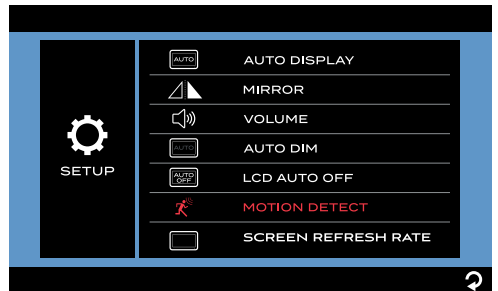 AUTO AUTO DISPLAY
MIRROR
VOLUME
AUTO AUTO DIM
SETUP
AUTO OFF LCD AUTO OFF
MOTION DETECT
SCREEN REFRESH RATE